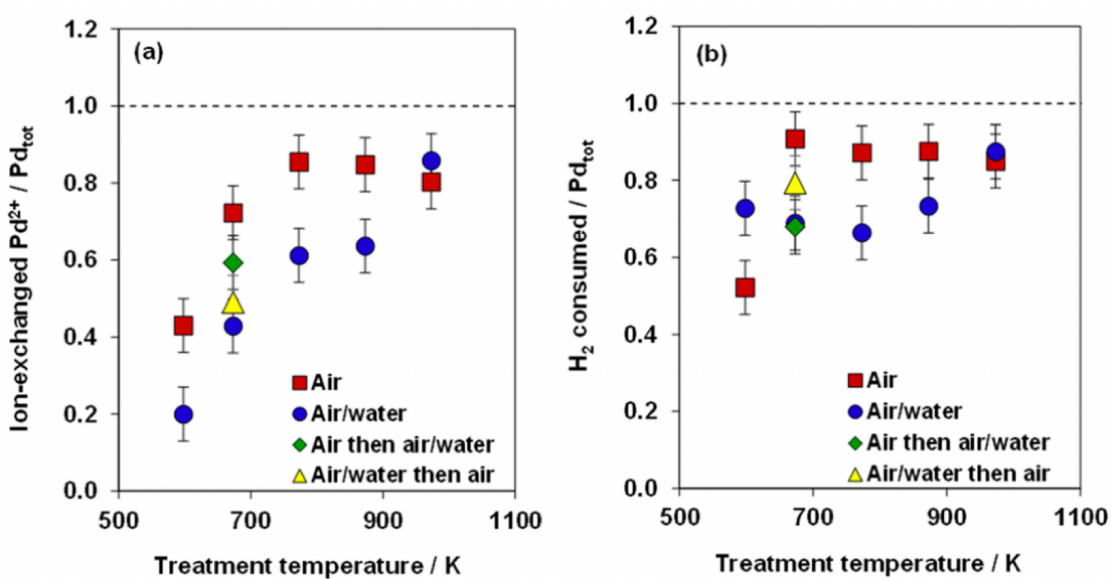 (a)
Ion-exchanged Pd²⁺ / Pdtot
1.2
1.0
0.8
0.6
0.4
0.2
0.0
500
700
900
1100
Treatment temperature / K
Air
Air/water
Air then air/water
Air/water then air
(b)
H₂ consumed / Pdtot
1.2
1.0
0.8
0.6
0.4
0.2
0.0
500
700
900
1100
Treatment temperature / K
Air
Air/water
Air then air/water
Air/water then air